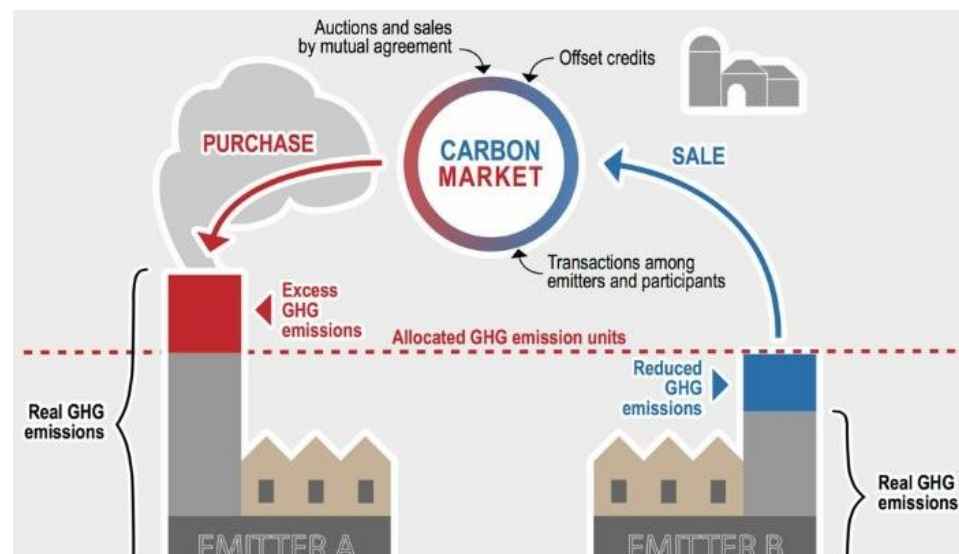 Auctions and sales
by mutual agreement
Offset credits
PURCHASE
CARBON
MARKET
SALE
Transactions among
emitters and participants
Excess
GHG
emissions
Allocated GHG emission units
Reduced
GHG
emissions
Real GHG
emissions
Real GHG
emissions
EMITTER A
EMITTER B